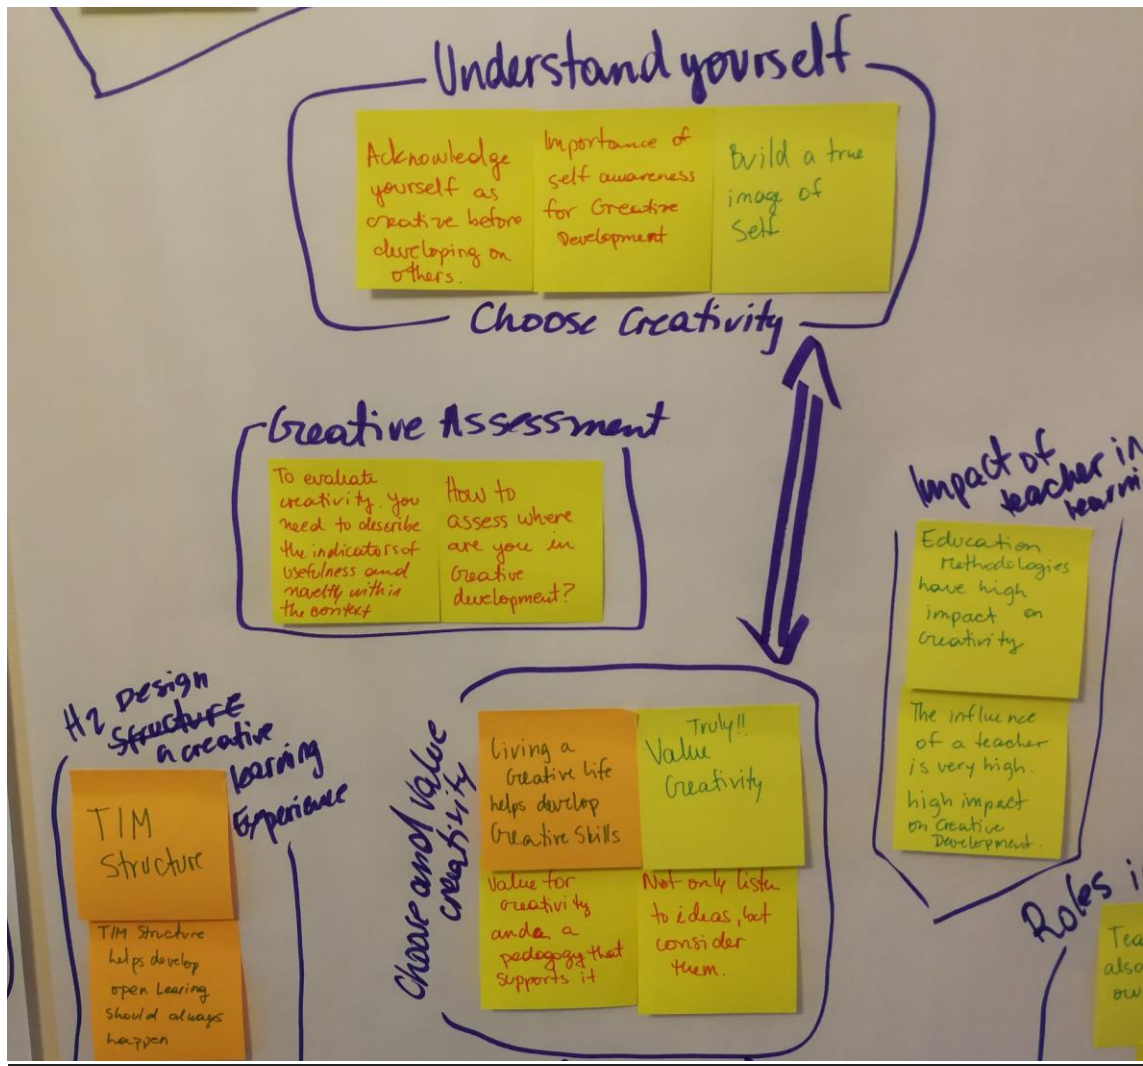 Understand yourself
Acknowledge
yourself as
creative before
developing on
others.
Importance of
self awareness
for Creative
Development
Build a true
image of
Self
Choose Creativity
Creative Assessment
To evaluate
creativity. you
need to describe
the indicators of
usefulness and
novelty within
the context
How to
assess where
are you in
Creative
development?
Impact of
teacher in
Education
Methodologies
have high
impact on
Creativity
The influence
of a teacher
is very high.
high impact
on Creative
Development.
H2 Design
Structure
a creative
learning
Experience
TIM
Structure
TIM Structure
helps develop
open Learing
should always
happen
Choose and Value
creativity
Living a
Creative life
helps develop
Creative Skills
Truly!!
Value
Creativity
Value for
creativity
and a
pedagogy that
supports it
Not only listen
to ideas, but
consider
them.
Roles
also